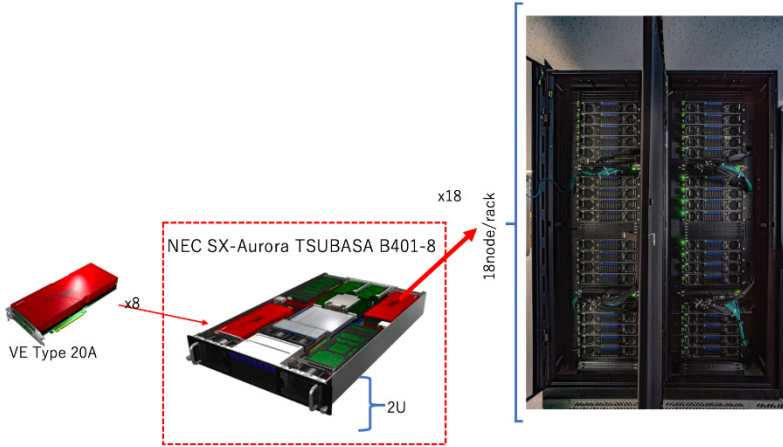 VE Type 20A
x8
NEC SX-Aurora TSUBASA B401-8
2U
x18
18node/rack